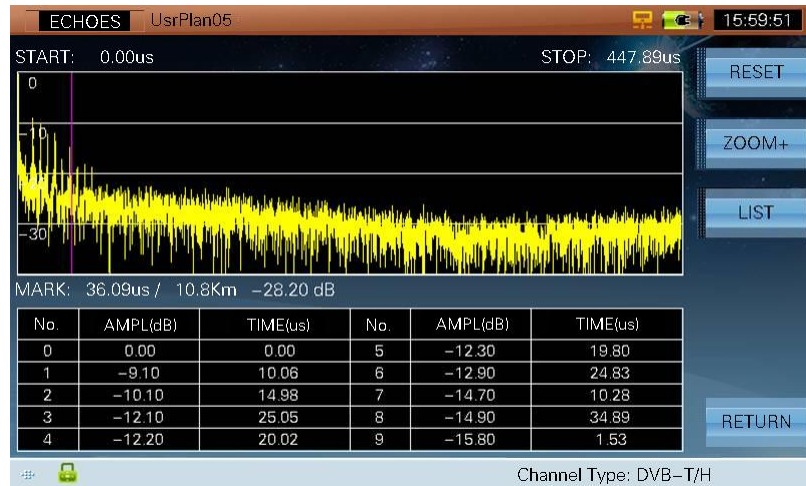 ECHOES UsrPlan05 15:59:51
START: 0.00us STOP: 447.89us
RESET
0
-10
ZOOM+
-20
LIST
-30
MARK: 36.09us / 10.8Km -28.20 dB
No. AMPL(dB) TIME(us) No. AMPL(dB) TIME(us)
0 0.00 0.00 5 -12.30 19.80
1 -9.10 10.06 6 -12.90 24.83
2 -10.10 14.98 7 -14.70 10.28
3 -12.10 25.05 8 -14.90 34.89
4 -12.20 20.02 9 -15.80 1.53
RETURN
Channel Type: DVB-T/H